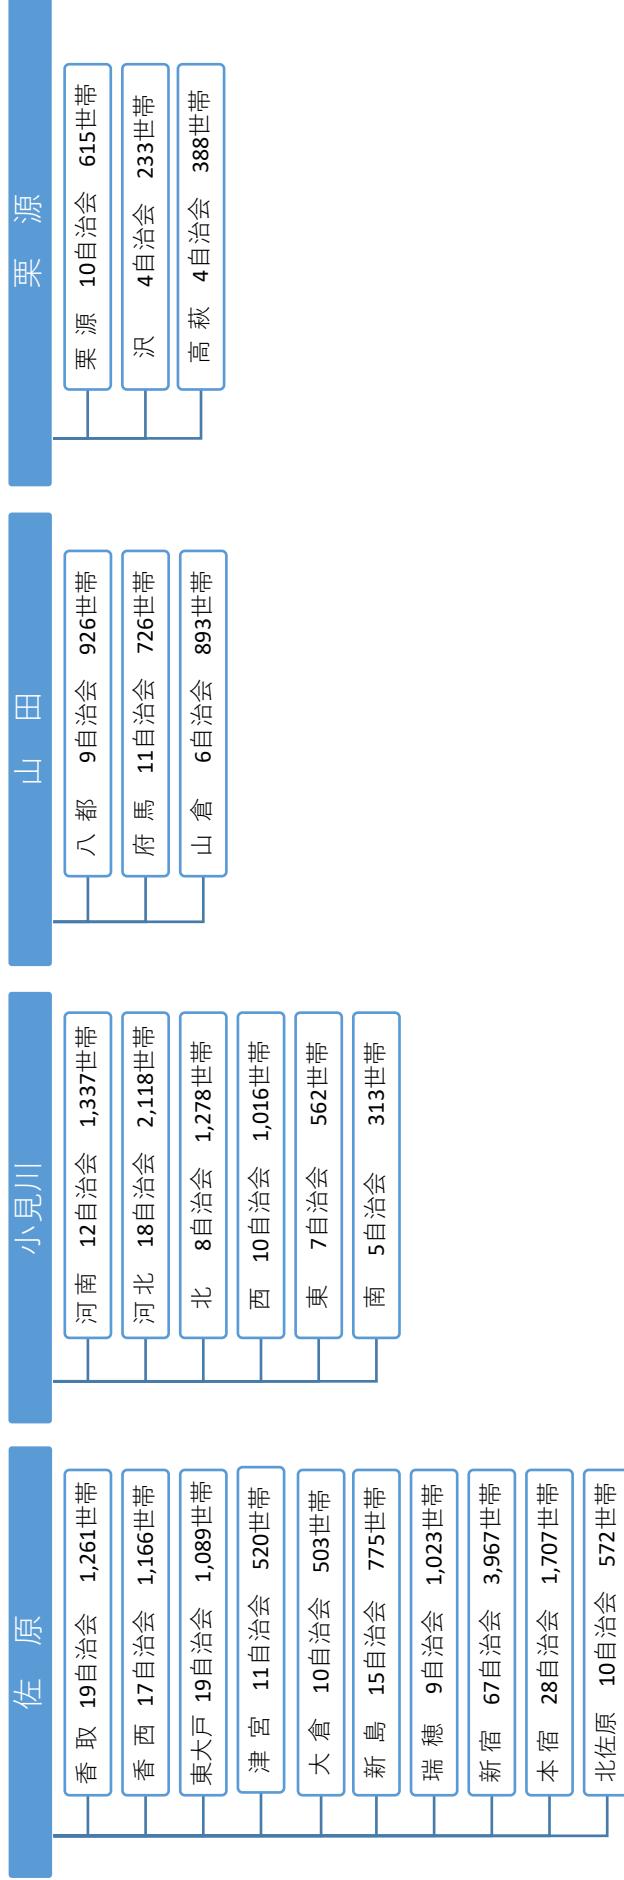 佐 原
香 取 19自治会 1,261世帯
香 西 17自治会 1,166世帯
東大戸 19自治会 1,089世帯
津 宮 11自治会 520世帯
大 倉 10自治会 503世帯
新 島 15自治会 775世帯
瑞 穂 9自治会 1,023世帯
新 宿 67自治会 3,967世帯
本 宿 28自治会 1,707世帯
北佐原 10自治会 572世帯
小見川
河 南 12自治会 1,337世帯
河 北 18自治会 2,118世帯
北 8自治会 1,278世帯
西 10自治会 1,016世帯
東 7自治会 562世帯
南 5自治会 313世帯
山 田
八 都 9自治会 926世帯
府 馬 11自治会 726世帯
山 倉 6自治会 893世帯
栗 源
栗 源 10自治会 615世帯
沢 4自治会 233世帯
高 萩 4自治会 388世帯